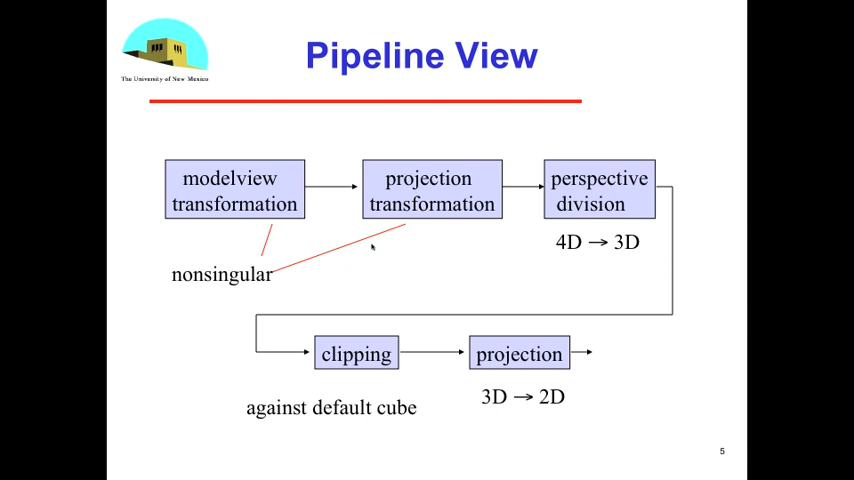 The University of New Mexico
Pipeline View
modelview
transformation
projection
transformation
perspective
division
4D → 3D
nonsingular
clipping
projection
against default cube
3D → 2D
5